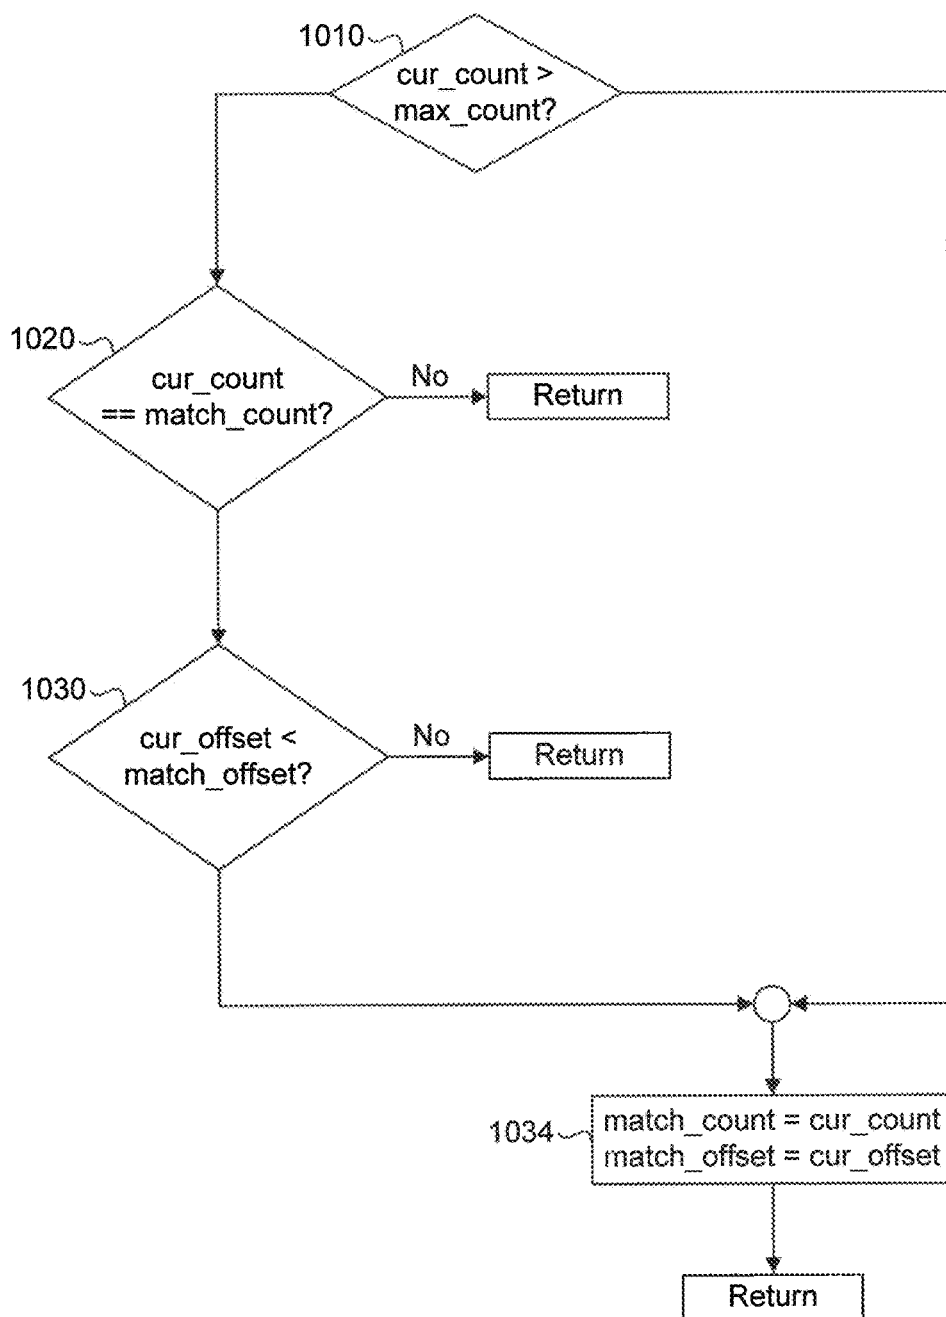 1010
cur_count >
max_count?
1020
cur_count
== match_count?
No
Return
1030
cur_offset <
match_offset?
No
Return
1034
match_count = cur_count
match_offset = cur_offset
Return